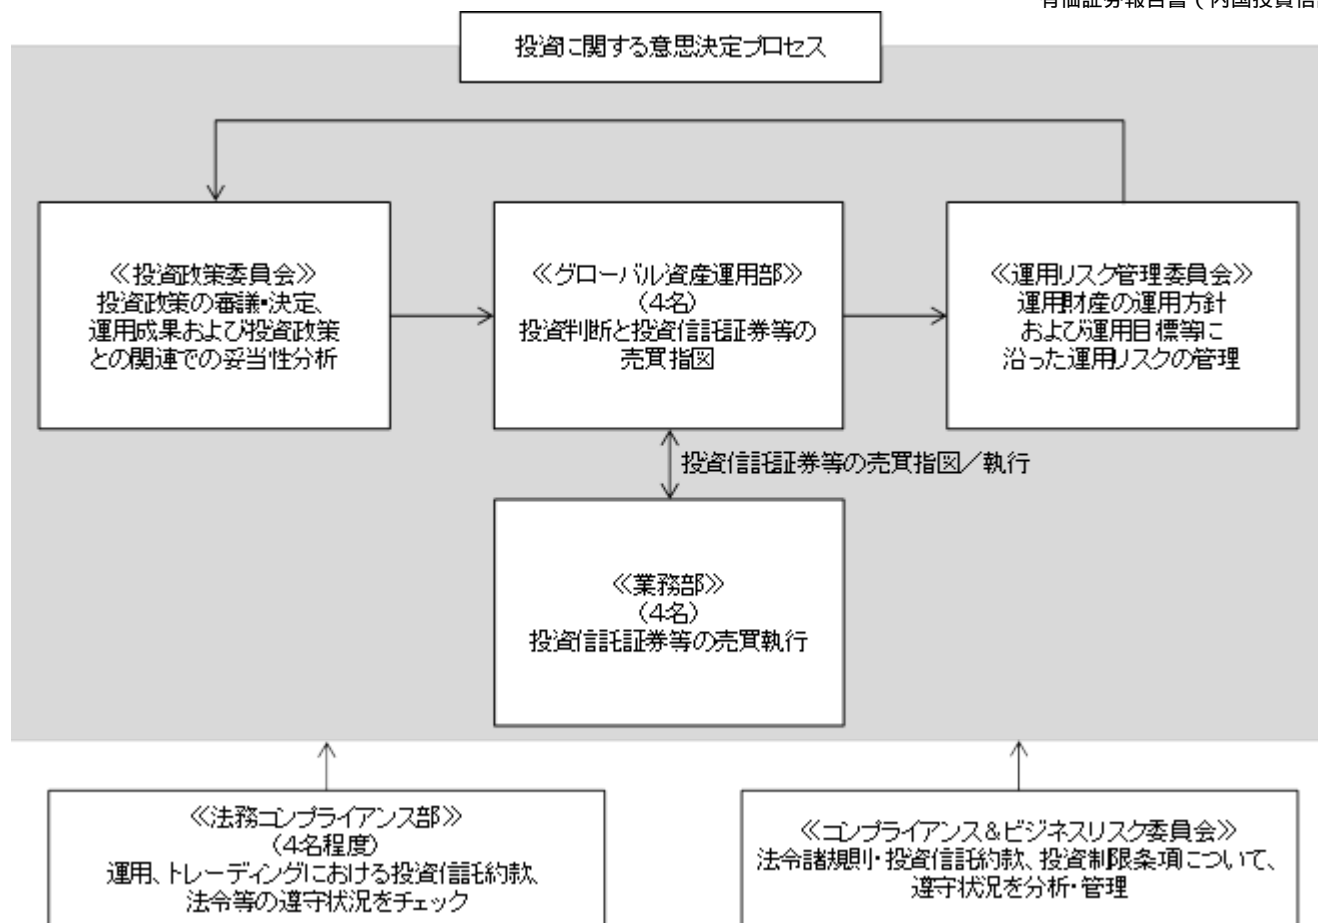 有価証券報告書（内国投資信
投資に関する意思決定プロセス
≪投資政策委員会≫
投資政策の審議・決定、
運用成果および投資政策
との関連での妥当性分析
≪グローバル資産運用部≫
（4名）
投資判断と投資信託証券等の
売買指図
≪運用リスク管理委員会≫
運用財産の運用方針
および運用目標等に
沿った運用リスクの管理
投資信託証券等の売買指図／執行
≪業務部≫
（4名）
投資信託証券等の売買執行
≪法務コンプライアンス部≫
（4名程度）
運用、トレーディングにおける投資信託約款、
法令等の遵守状況をチェック
≪コンプライアンス＆ビジネスリスク委員会≫
法令諸規則・投資信託約款、投資制限条項について、
遵守状況を分析・管理